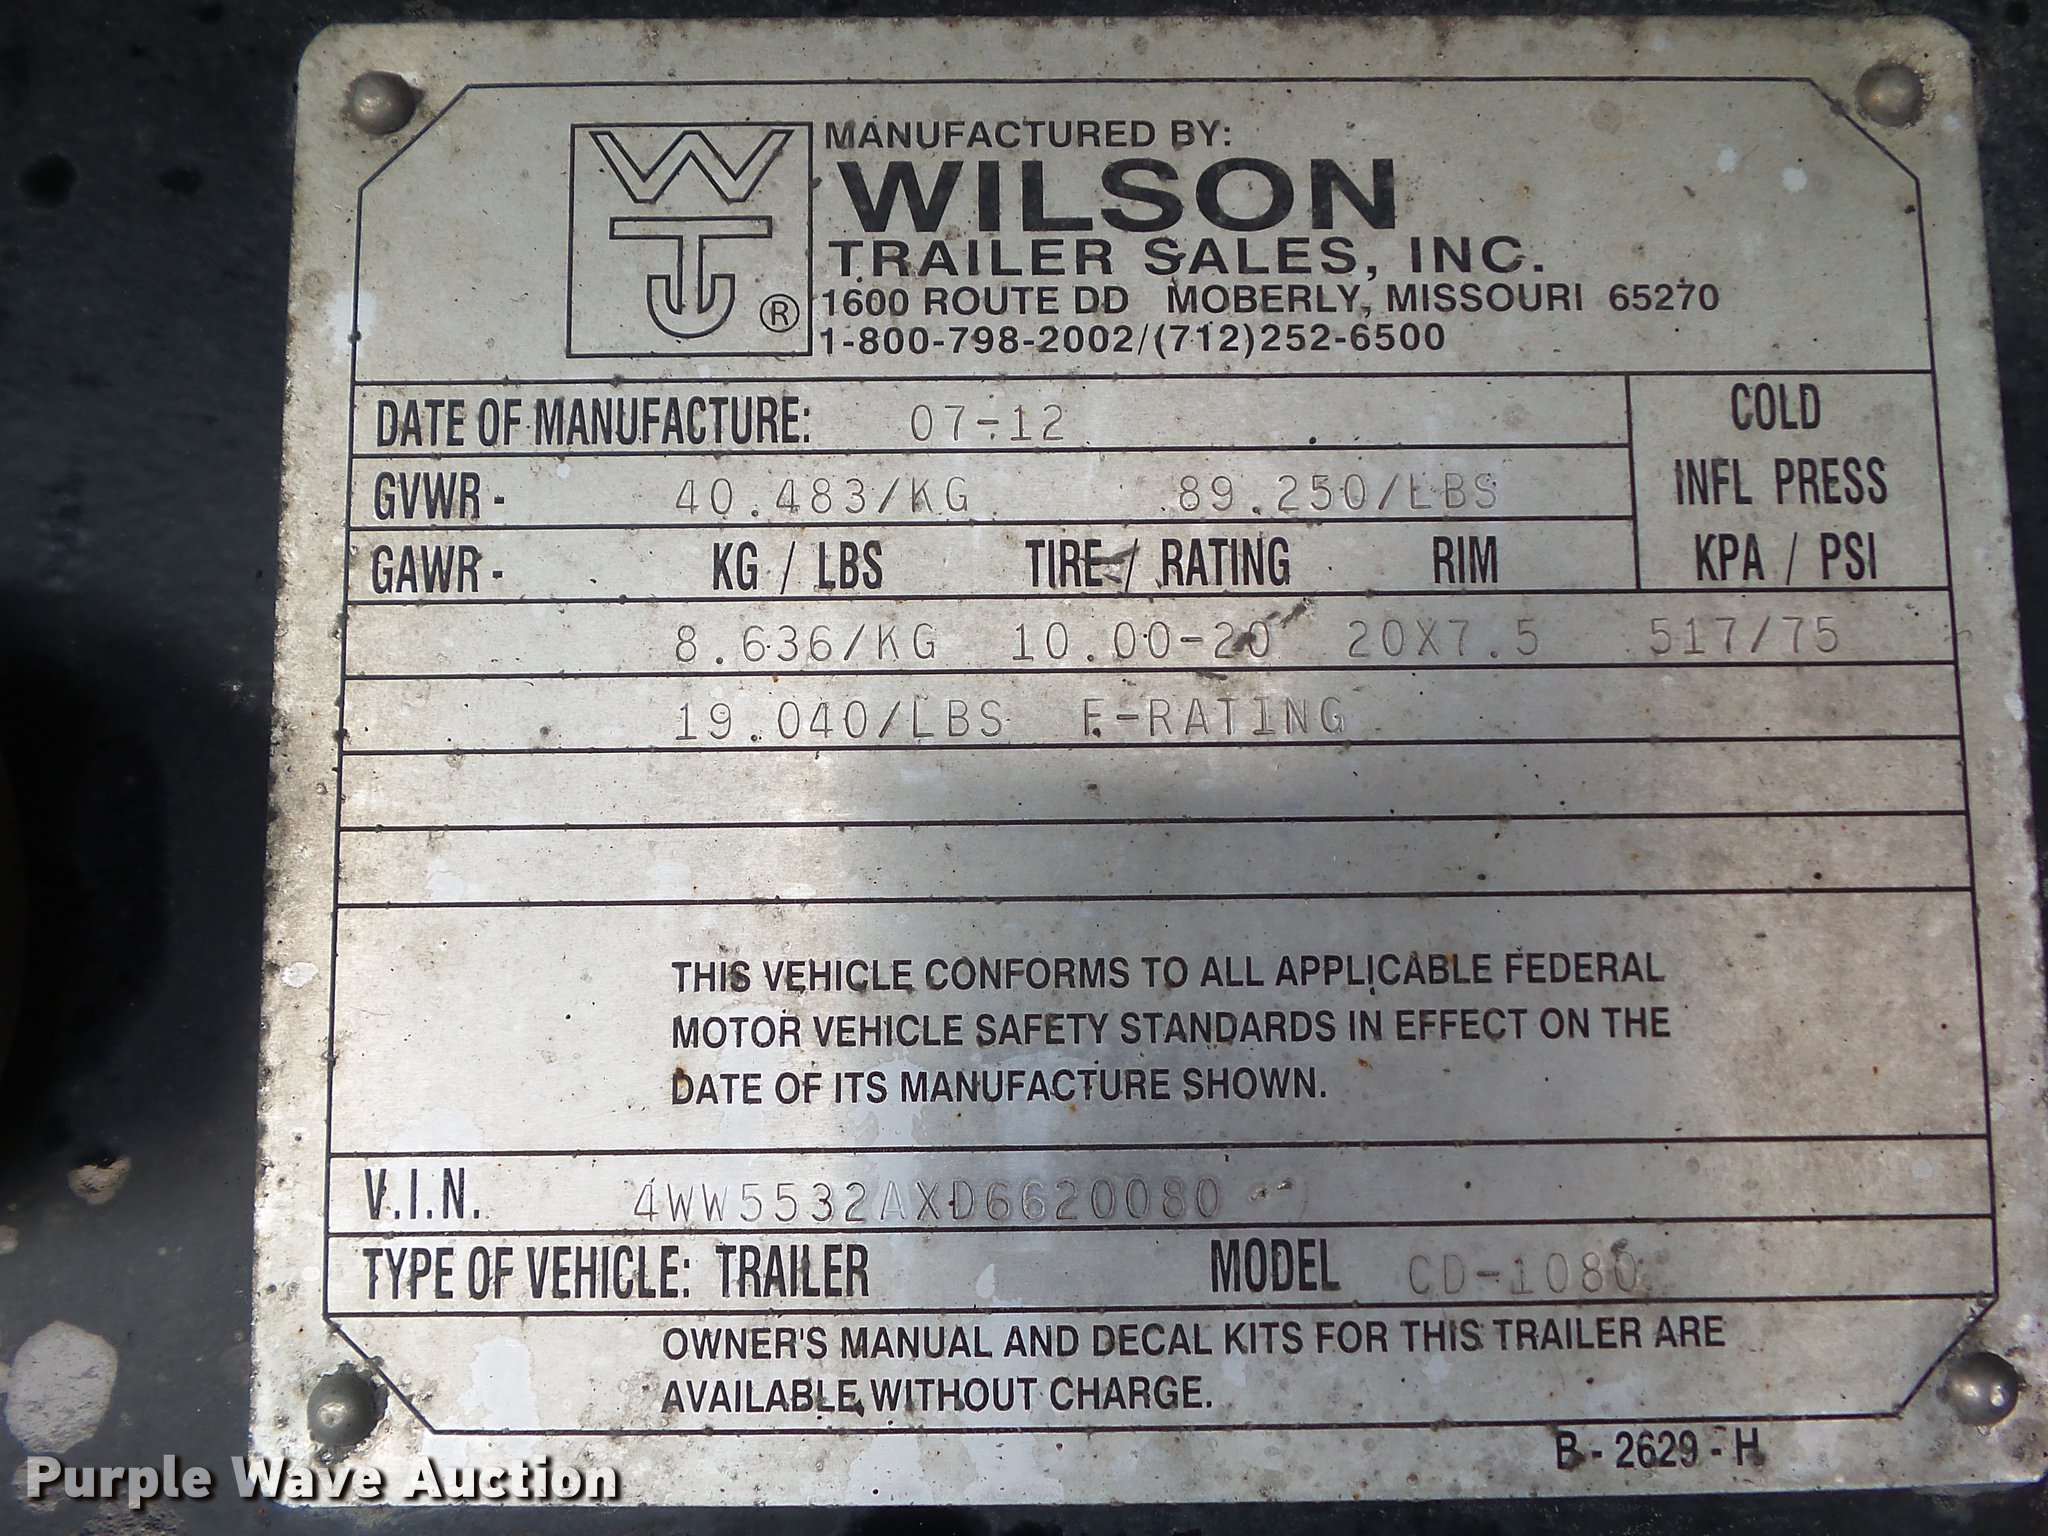 MANUFACTURED BY:
WILSON
TRAILER SALES, INC.
WTJ ®
1600 ROUTE DD MOBERLY, MISSOURI 65270
1-800-798-2002/(712)252-6500
DATE OF MANUFACTURE: 07-12
COLD
INFL PRESS
KPA / PSI
GVWR - 40.483/KG 89.250/LBS
GAWR - KG / LBS TIRE / RATING RIM
8.636/KG 10.00-20 20X7.5 517/75
19.040/LBS F-RATING
THIS VEHICLE CONFORMS TO ALL APPLICABLE FEDERAL
MOTOR VEHICLE SAFETY STANDARDS IN EFFECT ON THE
DATE OF ITS MANUFACTURE SHOWN.
V.I.N. 4WW5532AXD6620080
TYPE OF VEHICLE: TRAILER MODEL CD-1080
OWNER'S MANUAL AND DECAL KITS FOR THIS TRAILER ARE
AVAILABLE WITHOUT CHARGE.
B - 2629 - H
Purple Wave Auction